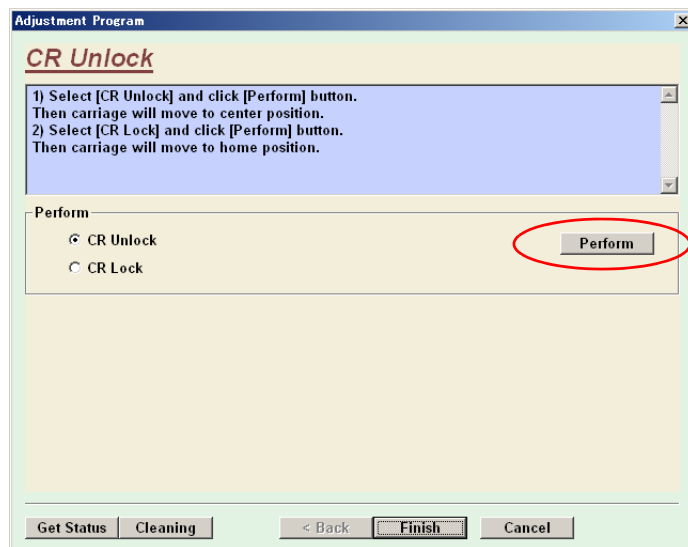 Adjustment Program
CR Unlock
1) Select [CR Unlock] and click [Perform] button.
Then carriage will move to center position.
2) Select [CR Lock] and click [Perform] button.
Then carriage will move to home position.
Perform
CR Unlock
Perform
CR Lock
Get Status
Cleaning
< Back
Finish
Cancel